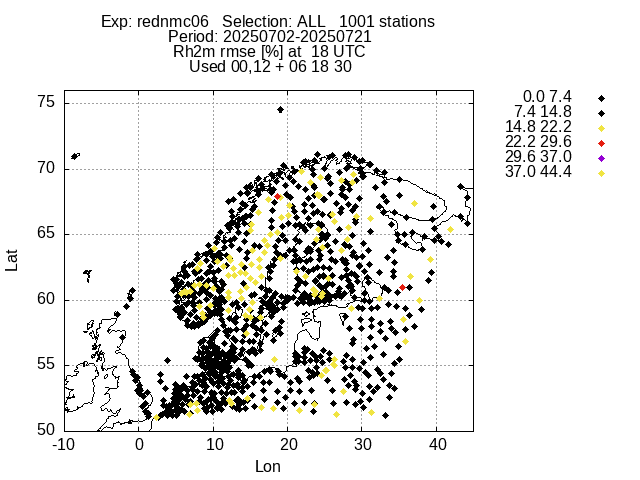 Exp: rednmc06 Selection: ALL 1001 stations
Period: 20250702-20250721
Rh2m rmse [%] at 18 UTC
Used 00,12 + 06 18 30
0.0 7.4
7.4 14.8
14.8 22.2
22.2 29.6
29.6 37.0
37.0 44.4
75
70
65
60
55
50
Lat
-10 0 10 20 30 40
Lon